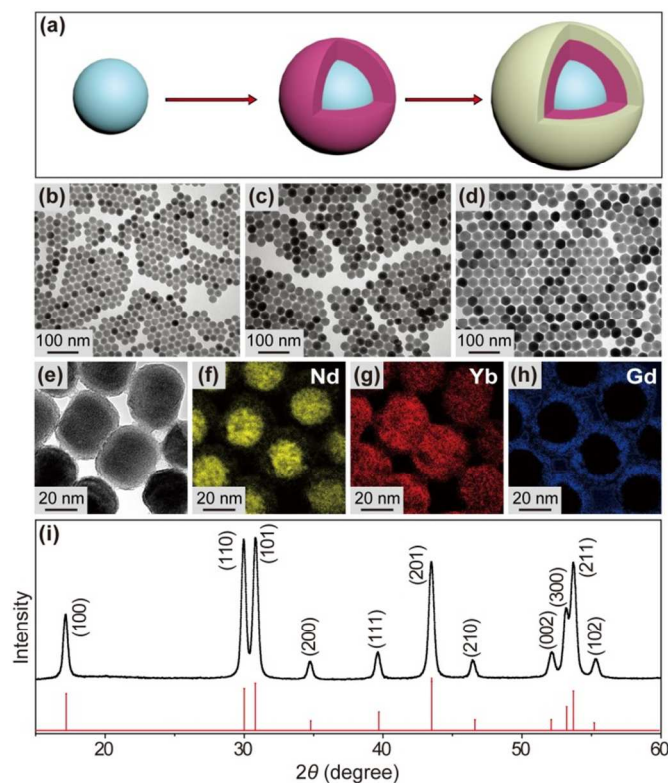 (a)
(b)
(c)
(d)
100 nm
100 nm
100 nm
(e)
(f)
Nd
(g)
Yb
(h)
Gd
20 nm
20 nm
20 nm
20 nm
(i)
Intensity
(100)
(110)
(101)
(200)
(111)
(201)
(210)
(002)
(300)
(211)
(102)
20
30
40
50
60
2θ (degree)